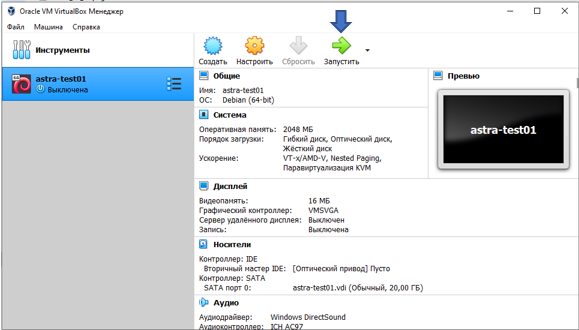 Oracle VM VirtualBox Менеджер
Файл Машина Справка
Инструменты
astra-test01
Выключена
Создать Настроить Сбросить Запустить
Общие
Имя: astra-test01
ОС: Debian (64-bit)
Система
Оперативная память: 2048 МБ
Порядок загрузки: Гибкий диск, Оптический диск,
Жёсткий диск
Ускорение: VT-x/AMD-V, Nested Paging,
Паравиртуализация KVM
Превью
astra-test01
Дисплей
Видеопамять: 16 МБ
Графический контроллер: VMSVGA
Сервер удалённого дисплея: Выключен
Запись: Выключена
Носители
Контроллер: IDE
Вторичный мастер IDE: [Оптический привод] Пусто
Контроллер: SATA
SATA порт 0: astra-test01.vdi (Обычный, 20,00 ГБ)
Аудио
Аудиодрайвер: Windows DirectSound
Аудиоконтроллер: ICH AC97